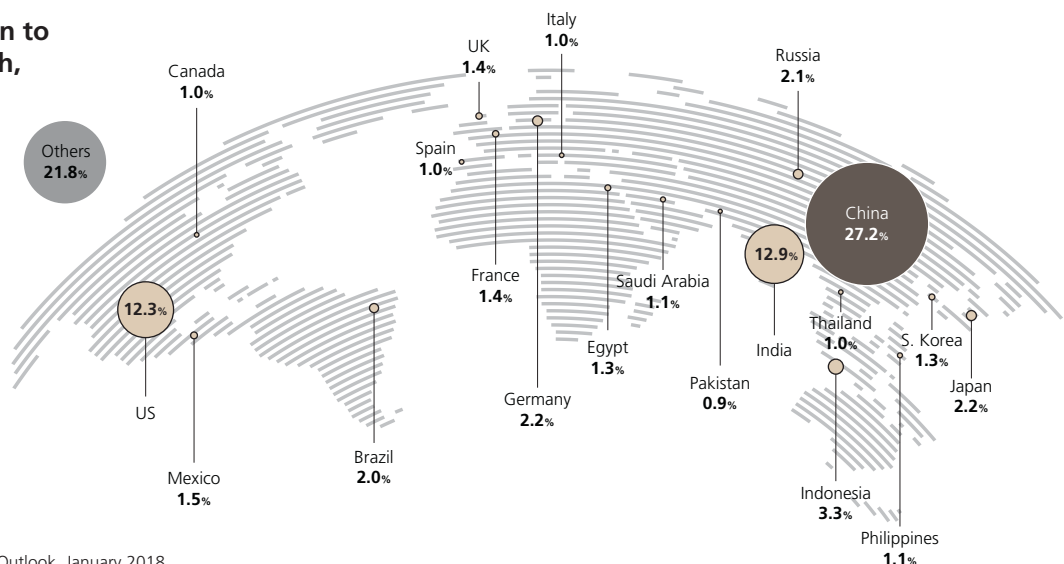 n to
h,
Italy
1.0%
UK
1.4%
Russia
2.1%
Canada
1.0%
Others
21.8%
Spain
1.0%
China
27.2%
12.9%
France
1.4%
Saudi Arabia
1.1%
12.3%
Thailand
1.0%
S. Korea
1.3%
Egypt
1.3%
India
Pakistan
0.9%
Japan
2.2%
Germany
2.2%
US
Brazil
2.0%
Mexico
1.5%
Indonesia
3.3%
Philippines
1.1%
Outlook, January 2018